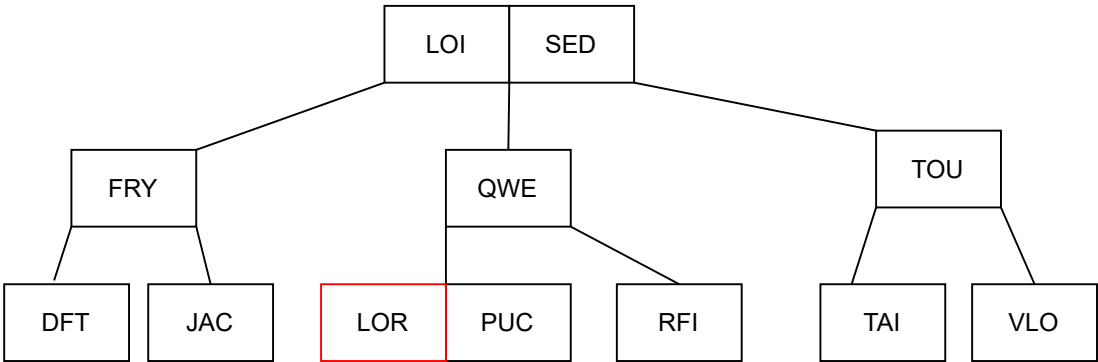 LOI SED
FRY QWE TOU
DFT JAC LOR PUC RFI TAI VLO